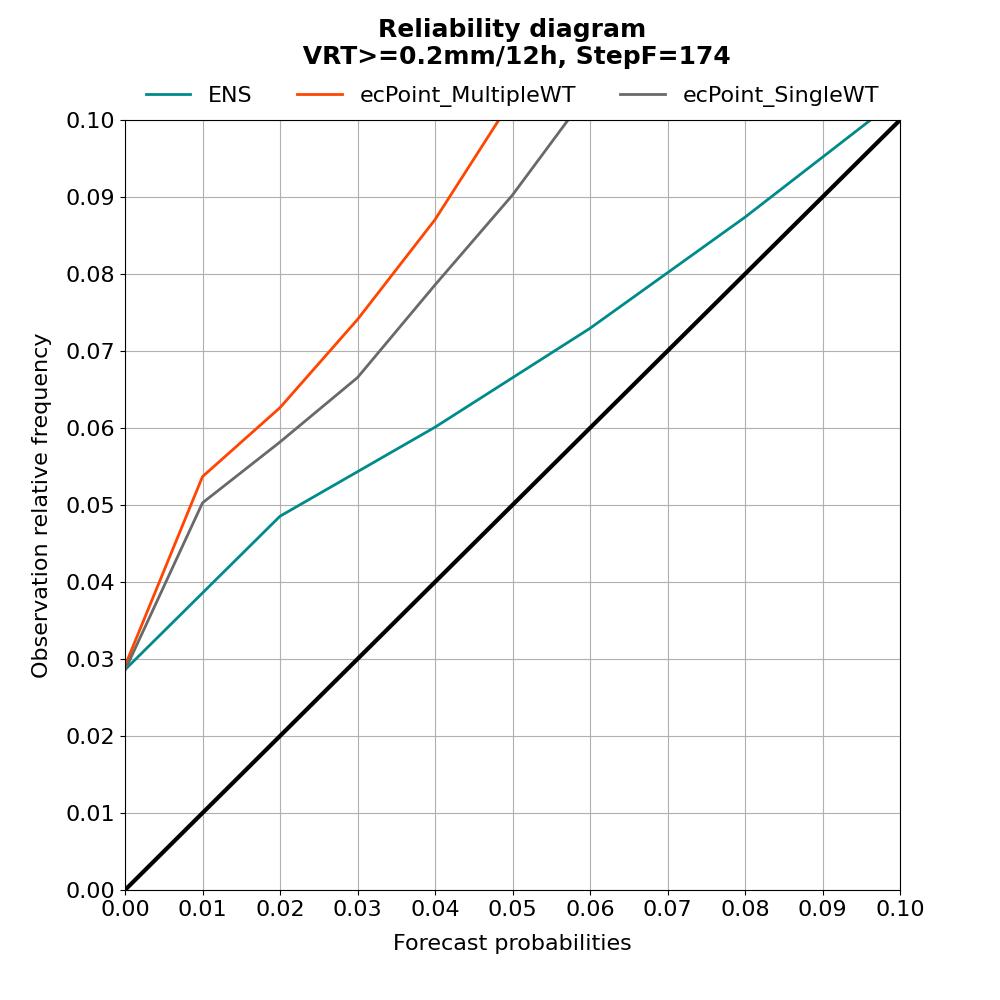 Reliability diagram
VRT>=0.2mm/12h, StepF=174
ENS ecPoint_MultipleWT ecPoint_SingleWT
0.10
0.09
0.08
0.07
0.06
0.05
0.04
0.03
0.02
0.01
0.00
Observation relative frequency
0.00 0.01 0.02 0.03 0.04 0.05 0.06 0.07 0.08 0.09 0.10
Forecast probabilities